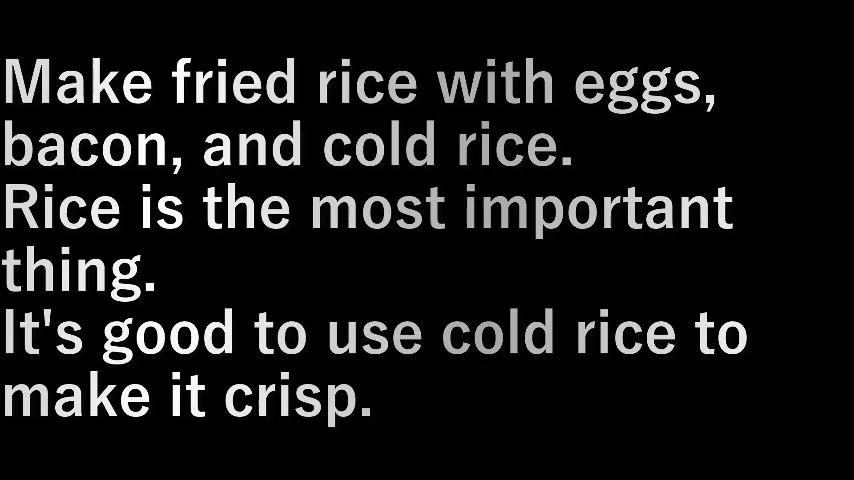 Make fried rice with eggs,
bacon, and cold rice.
Rice is the most important
thing.
It's good to use cold rice to
make it crisp.